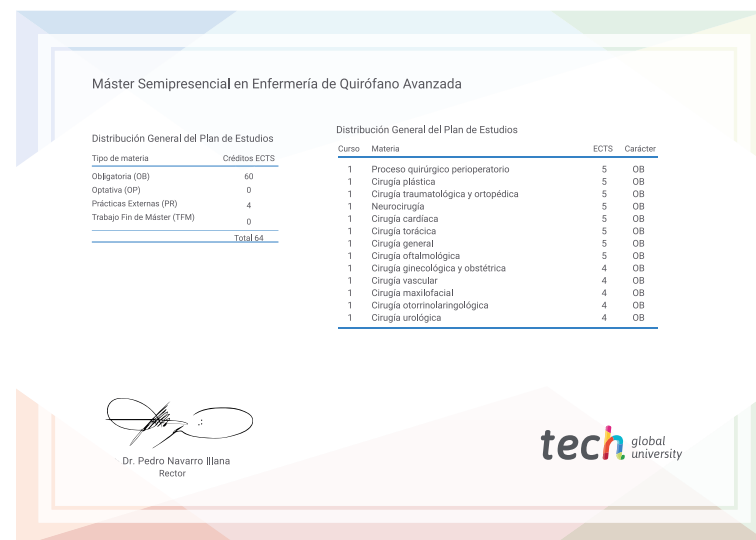 Máster Semipresencial en Enfermería de Quirófano Avanzada
Distribución General del Plan de Estudios
Tipo de materia Créditos ECTS
Obligatoria (OB) 60
Optativa (OP) 0
Prácticas Externas (PR) 4
Trabajo Fin de Máster (TFM) 0
Total 64
Distribución General del Plan de Estudios
Curso Materia ECTS Carácter
1 Proceso quirúrgico perioperatorio 5 OB
1 Cirugía plástica 5 OB
1 Cirugía traumatológica y ortopédica 5 OB
1 Neurocirugía 5 OB
1 Cirugía cardíaca 5 OB
1 Cirugía torácica 5 OB
1 Cirugía general 5 OB
1 Cirugía oftalmológica 5 OB
1 Cirugía ginecológica y obstétrica 4 OB
1 Cirugía vascular 4 OB
1 Cirugía maxilofacial 4 OB
1 Cirugía otorrinolaringológica 4 OB
1 Cirugía urológica 4 OB
Dr. Pedro Navarro Illana
Rector
tech global
university